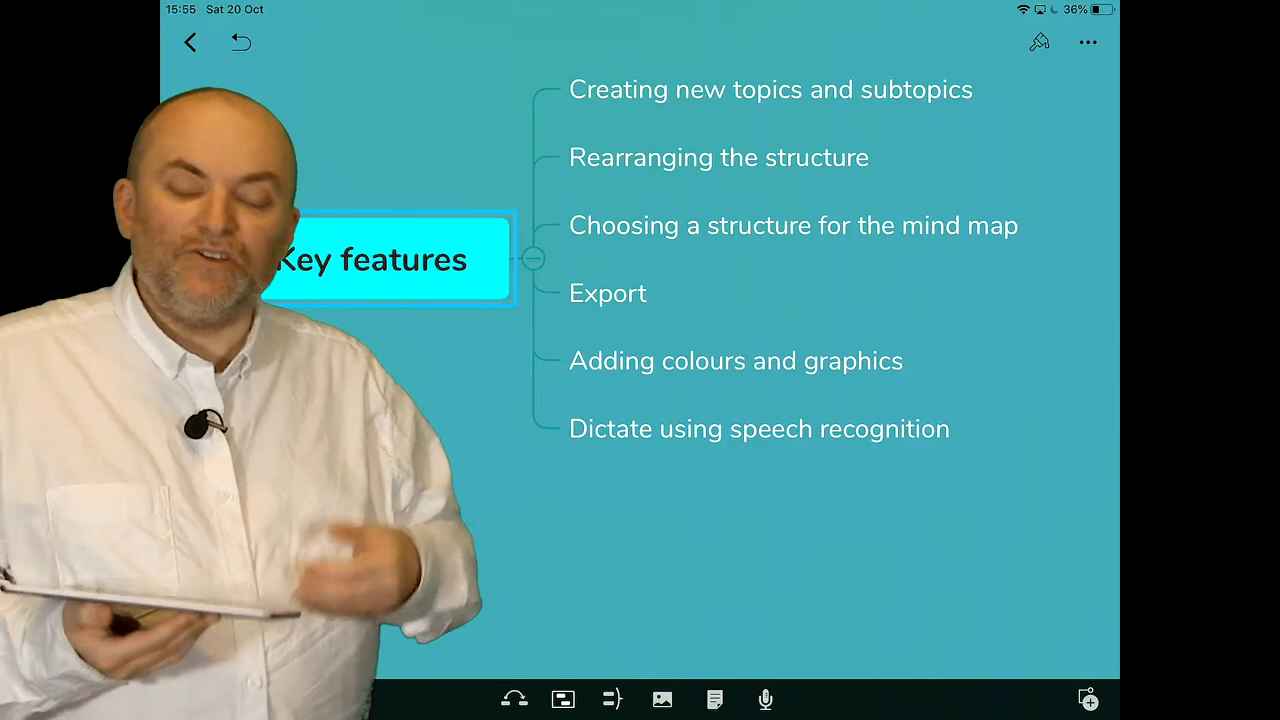 15:55 Sat 20 Oct 36%
Creating new topics and subtopics
Rearranging the structure
Choosing a structure for the mind map
Key features
Export
Adding colours and graphics
Dictate using speech recognition